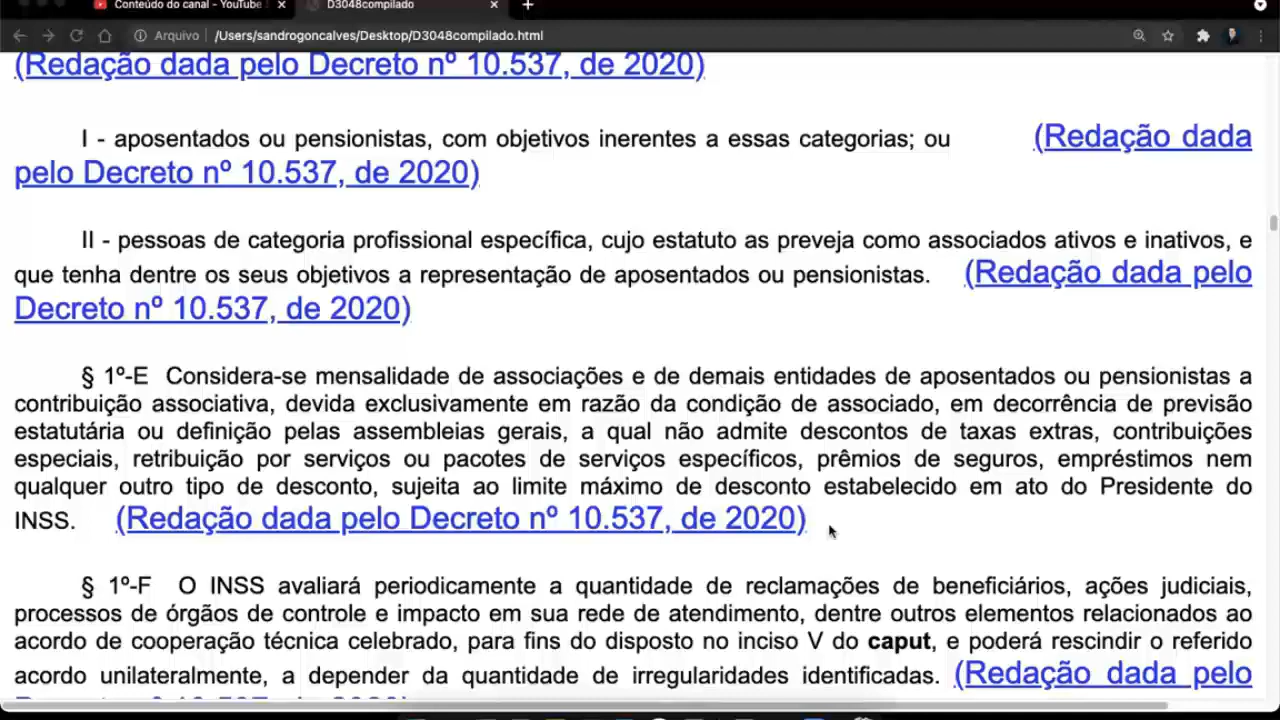 Conteúdo do canal - YouTube
D3048compilado
Arquivo /Users/sandrogoncalves/Desktop/D3048compilado.html
(Redação dada pelo Decreto nº 10.537, de 2020)
I - aposentados ou pensionistas, com objetivos inerentes a essas categorias; ou (Redação dada
pelo Decreto nº 10.537, de 2020)
II - pessoas de categoria profissional específica, cujo estatuto as preveja como associados ativos e inativos, e
que tenha dentre os seus objetivos a representação de aposentados ou pensionistas. (Redação dada pelo
Decreto nº 10.537, de 2020)
§ 1º-E Considera-se mensalidade de associações e de demais entidades de aposentados ou pensionistas a
contribuição associativa, devida exclusivamente em razão da condição de associado, em decorrência de previsão
estatutária ou definição pelas assembleias gerais, a qual não admite descontos de taxas extras, contribuições
especiais, retribuição por serviços ou pacotes de serviços específicos, prêmios de seguros, empréstimos nem
qualquer outro tipo de desconto, sujeita ao limite máximo de desconto estabelecido em ato do Presidente do
INSS. (Redação dada pelo Decreto nº 10.537, de 2020)
§ 1º-F O INSS avaliará periodicamente a quantidade de reclamações de beneficiários, ações judiciais,
processos de órgãos de controle e impacto em sua rede de atendimento, dentre outros elementos relacionados ao
acordo de cooperação técnica celebrado, para fins do disposto no inciso V do caput, e poderá rescindir o referido
acordo unilateralmente, a depender da quantidade de irregularidades identificadas. (Redação dada pelo